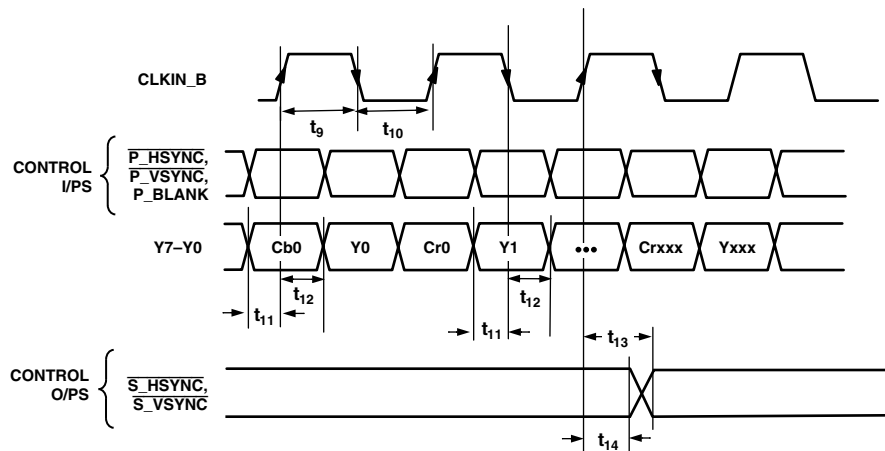 CLKIN_B
t9
t10
CONTROL
I/PS
P_HSYNC,
P_VSYNC,
P_BLANK
Y7–Y0
Cb0
Y0
Cr0
Y1
•••
Crxxx
Yxxx
t12
t12
t11
t11
t13
CONTROL
O/PS
S_HSYNC,
S_VSYNC
t14